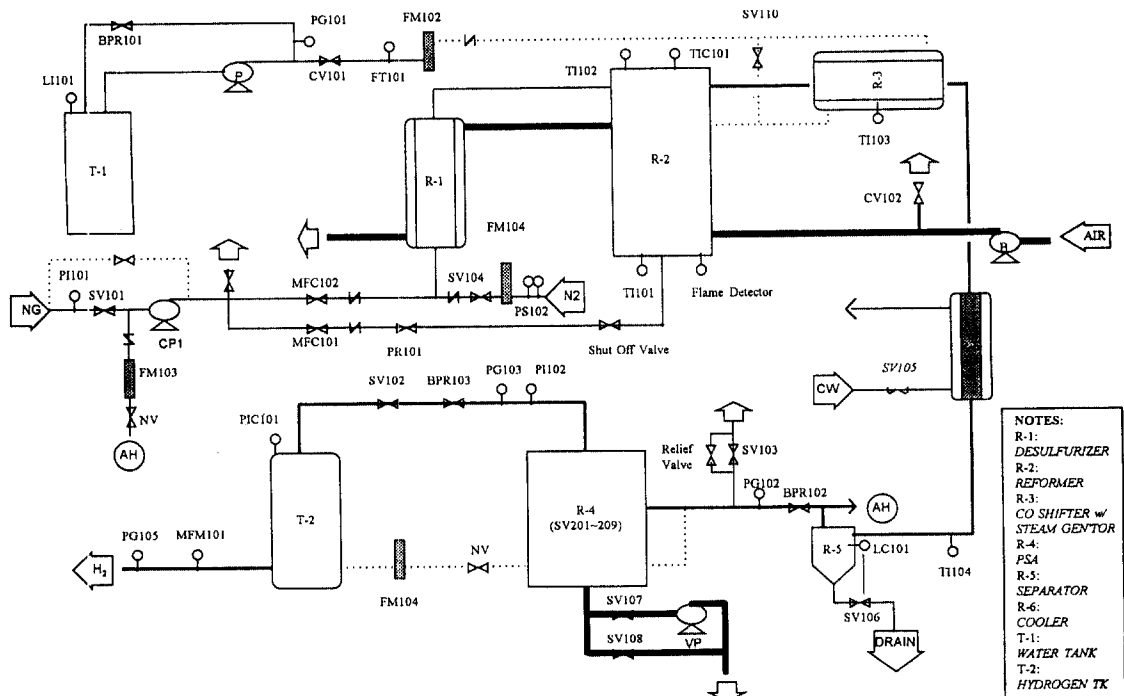 FM102
SV110
PG101
BPR101
TIC101
TI102
P
CV101
FT101
LI101
R-3
TI103
T-1
R-1
R-2
CV102
FM104
AIR
B
PI101
SV101
MFC102
SV104
N2
NG
PS102
TI101
Flame Detector
CP1
MFC101
PR101
Shut Off Valve
FM103
SV102
BPR103
PG103
PI102
SV105
CW
NV
PIC101
AH
NOTES:
R-1:
DESULFURIZER
R-2:
REFORMER
R-3:
CO SHIFTER w/
STEAM GEN'TOR
R-4:
PSA
R-5:
SEPARATOR
R-6:
COOLER
T-1:
WATER TANK
T-2:
HYDROGEN TK
Relief
Valve
SV103
PG102
BPR102
AH
T-2
R-4
(SV201~209)
R-5
LC101
TI104
PG105
MFM101
H2
NV
FM104
SV107
VP
SV108
SV106
DRAIN